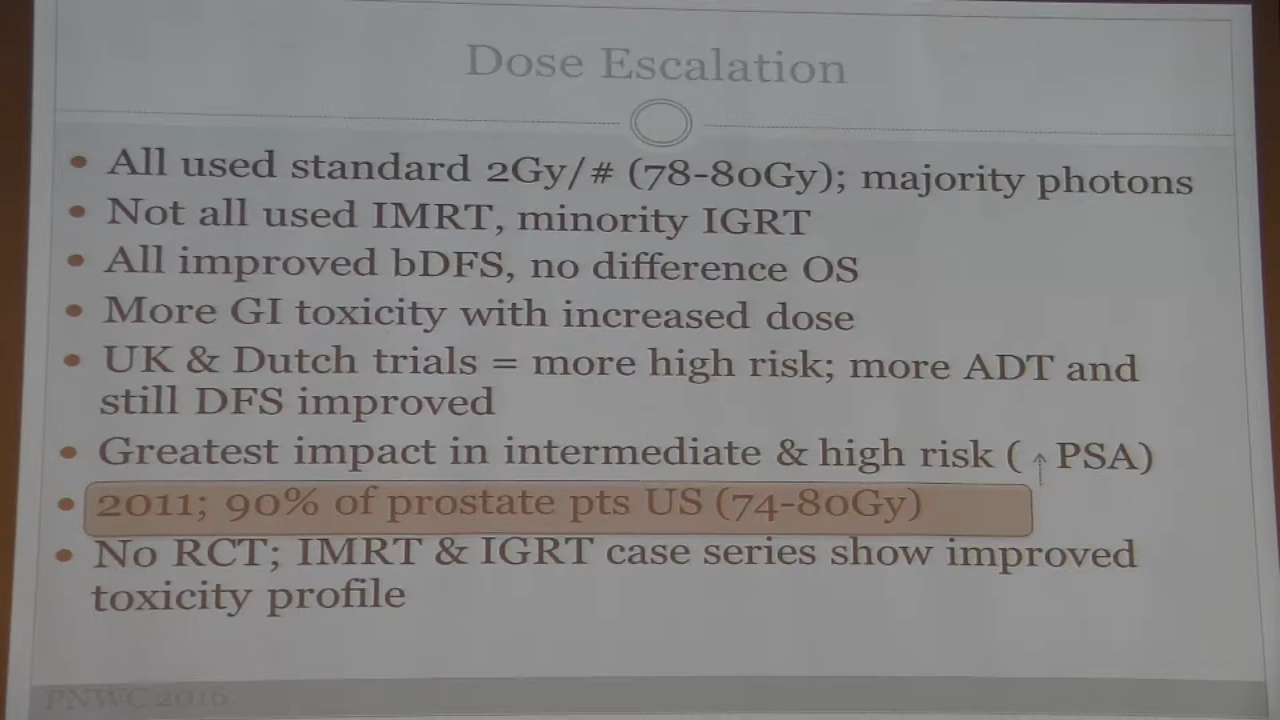 Dose Escalation
• All used standard 2Gy/# (78-80Gy); majority photons
• Not all used IMRT, minority IGRT
• All improved bDFS, no difference OS
• More GI toxicity with increased dose
• UK & Dutch trials = more high risk; more ADT and
still DFS improved
• Greatest impact in intermediate & high risk ( ↑ PSA)
• 2011; 90% of prostate pts US (74-80Gy)
• No RCT; IMRT & IGRT case series show improved
toxicity profile
PNWC 2016